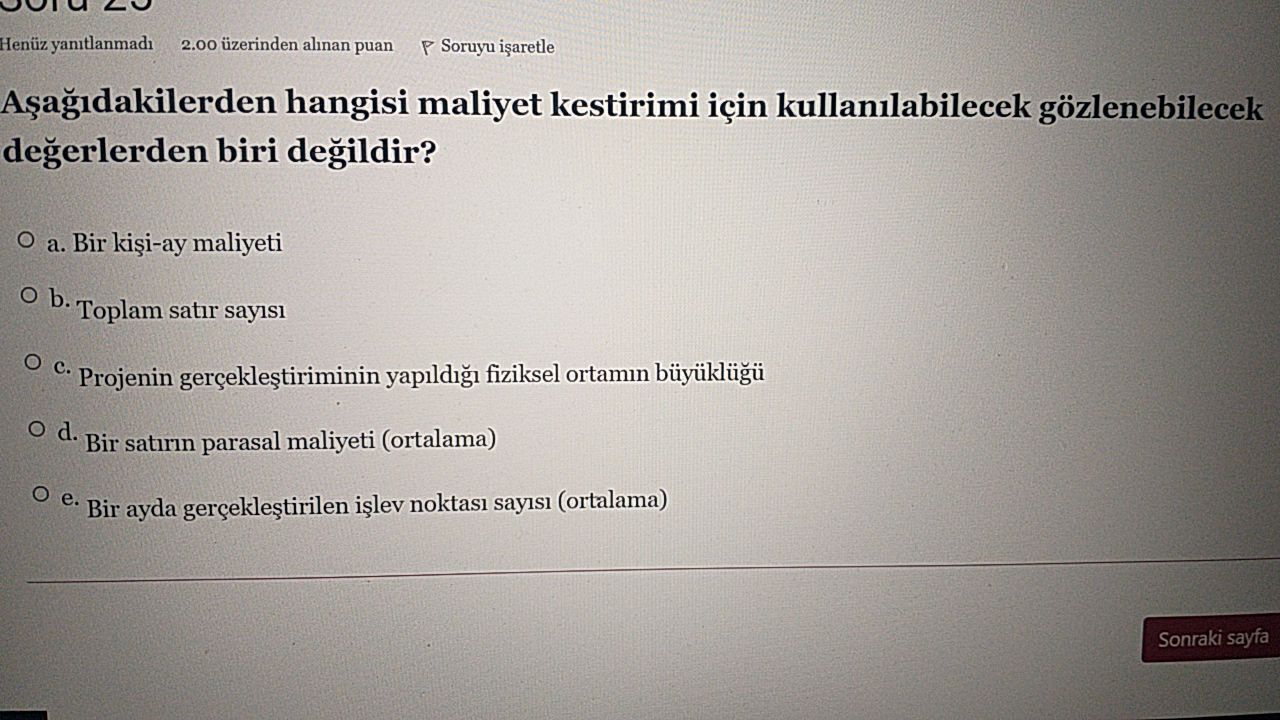 Henüz yanıtlanmadı 2.00 üzerinden alınan puan Soruyu işaretle
Aşağıdakilerden hangisi maliyet kestirimi için kullanılabilecek gözlenebilecek
değerlerden biri değildir?
a. Bir kişi-ay maliyeti
b. Toplam satır sayısı
c. Projenin gerçekleştiriminin yapıldığı fiziksel ortamın büyüklüğü
d. Bir satırın parasal maliyeti (ortalama)
e. Bir ayda gerçekleştirilen işlev noktası sayısı (ortalama)
Sonraki sayfa